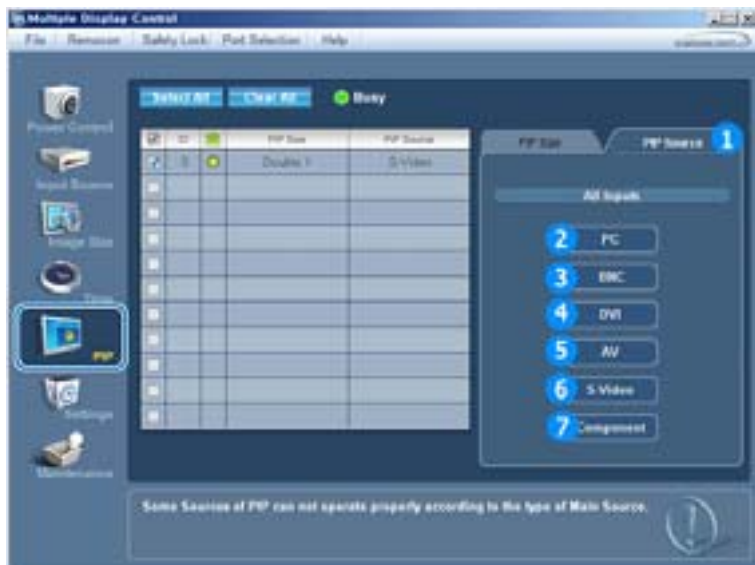 Multiple Display Control
File Remocon Safety Lock Port Selection Help
Select All Clear All Busy
Power Control
Input Source
Image Size
Time
PIP
Settings
Maintenance
ID PIP Size PIP Source
Double 1 S-Video
PIP Size PIP Source 1
All Inputs
2 PC
3 BNC
4 DVI
5 AV
6 S-Video
7 Component
Some Sources of PIP can not operate properly according to the type of Main Source.